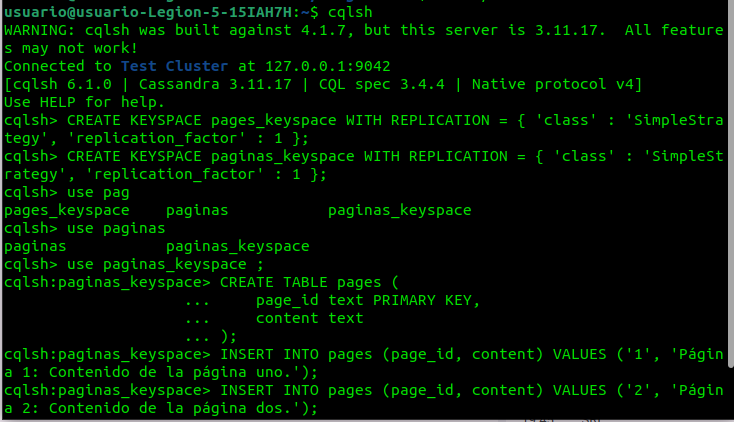 usuario@usuario-Legion-5-15IAH7H:~$ cqlsh
WARNING: cqlsh was built against 4.1.7, but this server is 3.11.17.  All feature
s may not work!
Connected to Test Cluster at 127.0.0.1:9042
[cqlsh 6.1.0 | Cassandra 3.11.17 | CQL spec 3.4.4 | Native protocol v4]
Use HELP for help.
cqlsh> CREATE KEYSPACE pages_keyspace WITH REPLICATION = { 'class' : 'SimpleStra
tegy', 'replication_factor' : 1 };
cqlsh> CREATE KEYSPACE paginas_keyspace WITH REPLICATION = { 'class' : 'SimpleSt
rategy', 'replication_factor' : 1 };
cqlsh> use pag
pages_keyspace    paginas           paginas_keyspace
cqlsh> use paginas
paginas           paginas_keyspace
cqlsh> use paginas_keyspace ;
cqlsh:paginas_keyspace> CREATE TABLE pages (
                    ...     page_id text PRIMARY KEY,
                    ...     content text
                    ... );
cqlsh:paginas_keyspace> INSERT INTO pages (page_id, content) VALUES ('1', 'Págin
a 1: Contenido de la página uno.');
cqlsh:paginas_keyspace> INSERT INTO pages (page_id, content) VALUES ('2', 'Págin
a 2: Contenido de la página dos.');